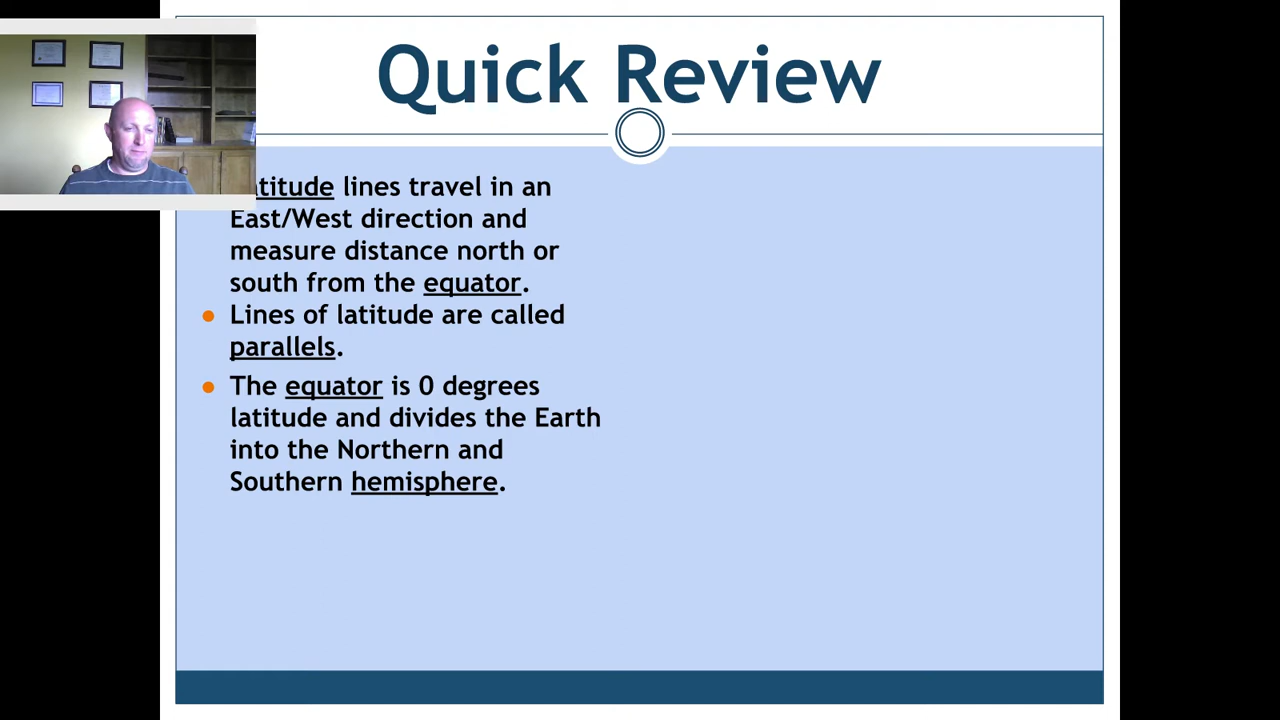 Quick Review
atitude lines travel in an
East/West direction and
measure distance north or
south from the equator.
● Lines of latitude are called
parallels.
● The equator is 0 degrees
latitude and divides the Earth
into the Northern and
Southern hemisphere.